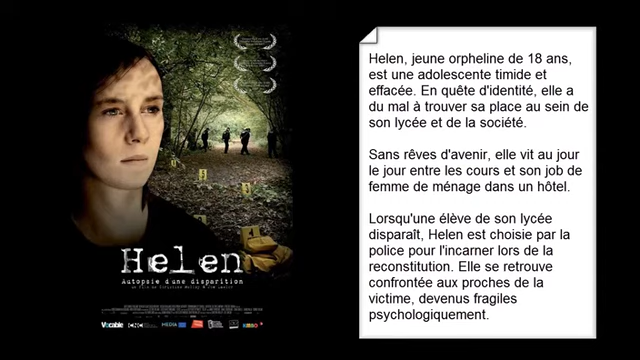 Helen
Autopsie d'une disparition
Vocable
CNC
MEDIA
KMBO
Helen, jeune orpheline de 18 ans,
est une adolescente timide et
effacée. En quête d'identité, elle a
du mal à trouver sa place au sein de
son lycée et de la société.
Sans rêves d'avenir, elle vit au jour
le jour entre les cours et son job de
femme de ménage dans un hôtel.
Lorsqu'une élève de son lycée
disparaît, Helen est choisie par la
police pour l'incarner lors de la
reconstitution. Elle se retrouve
confrontée aux proches de la
victime, devenus fragiles
psychologiquement.